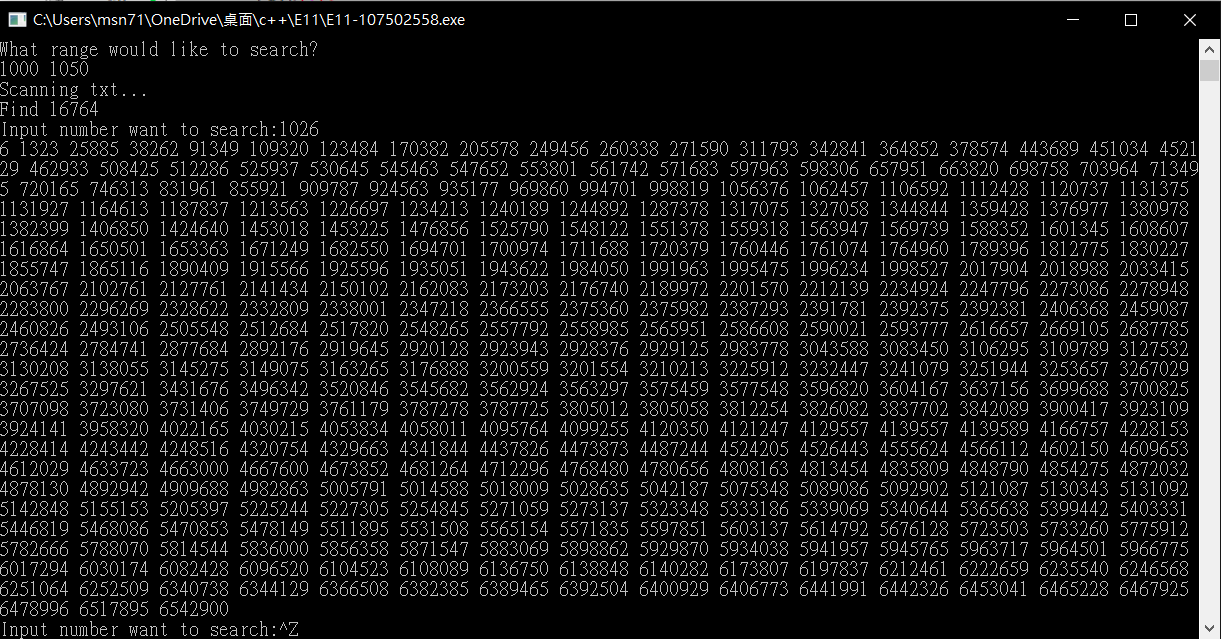 C:\Users\msn71\OneDrive\桌面\c++\E11\E11-107502558.exe
What range would like to search?
1000 1050
Scanning txt...
Find 16764
Input number want to search:1026
6 1323 25885 38262 91349 109320 123484 170382 205578 249456 260338 271590 311793 342841 364852 378574 443689 451034 4521
29 462933 508425 512286 525937 530645 545463 547652 553801 561742 571683 597963 598306 657951 663820 698758 703964 71349
5 720165 746313 831961 855921 909787 924563 935177 969860 994701 998819 1056376 1062457 1106592 1112428 1120737 1131375
1131927 1164613 1187837 1213563 1226697 1234213 1240189 1244892 1287378 1317075 1327058 1344844 1359428 1376977 1380978
1382399 1406850 1424640 1453018 1453225 1476856 1525790 1548122 1551378 1559318 1563947 1569739 1588352 1601345 1608607
1616864 1650501 1653363 1671249 1682550 1694701 1700974 1711688 1720379 1760446 1761074 1764960 1789396 1812775 1830227
1855747 1865116 1890409 1915566 1925596 1935051 1943622 1984050 1991963 1995475 1996234 1998527 2017904 2018988 2033415
2063767 2102761 2127761 2141434 2150102 2162083 2173203 2176740 2189972 2201570 2212139 2234924 2247796 2273086 2278948
2283800 2296269 2328622 2332809 2338001 2347218 2366555 2375360 2375982 2387293 2391781 2392375 2392381 2406368 2459087
2460826 2493106 2505548 2512684 2517820 2548265 2557792 2558985 2565951 2586608 2590021 2593777 2616657 2669105 2687785
2736424 2784741 2877684 2892176 2919645 2920128 2923943 2928376 2929125 2983778 3043588 3083450 3106295 3109789 3127532
3130208 3138055 3145275 3149075 3163265 3176888 3200559 3201554 3210213 3225912 3232447 3241079 3251944 3253657 3267029
3267525 3297621 3431676 3496342 3520846 3545682 3562924 3563297 3575459 3577548 3596820 3604167 3637156 3699688 3700825
3707098 3723080 3731406 3749729 3761179 3787278 3787725 3805012 3805058 3812254 3826082 3837702 3842089 3900417 3923109
3924141 3958320 4022165 4030215 4053834 4058011 4095764 4099255 4120350 4121247 4129557 4139557 4139589 4166757 4228153
4228414 4243442 4248516 4320754 4329663 4341844 4437826 4473873 4487244 4524205 4526443 4555624 4566112 4602150 4609653
4612029 4633723 4663000 4667600 4673852 4681264 4712296 4768480 4780656 4808163 4813454 4835809 4848790 4854275 4872032
4878130 4892942 4909688 4982863 5005791 5014588 5018009 5028635 5042187 5075348 5089086 5092902 5121087 5130343 5131092
5142848 5155153 5205397 5225244 5227305 5254845 5271059 5273137 5323348 5333186 5339069 5340644 5365638 5399442 5403331
5446819 5468086 5470853 5478149 5511895 5531508 5565154 5571835 5597851 5603137 5614792 5676128 5723503 5733260 5775912
5782666 5788070 5814544 5836000 5856358 5871547 5883069 5898862 5929870 5934038 5941957 5945765 5963717 5964501 5966775
6017294 6030174 6082428 6096520 6104523 6108089 6136750 6138848 6140282 6173807 6197837 6212461 6222659 6235540 6246568
6251064 6252509 6340738 6344129 6366508 6382385 6389465 6392504 6400929 6406773 6441991 6442326 6453041 6465228 6467925
6478996 6517895 6542900
Input number want to search:^Z